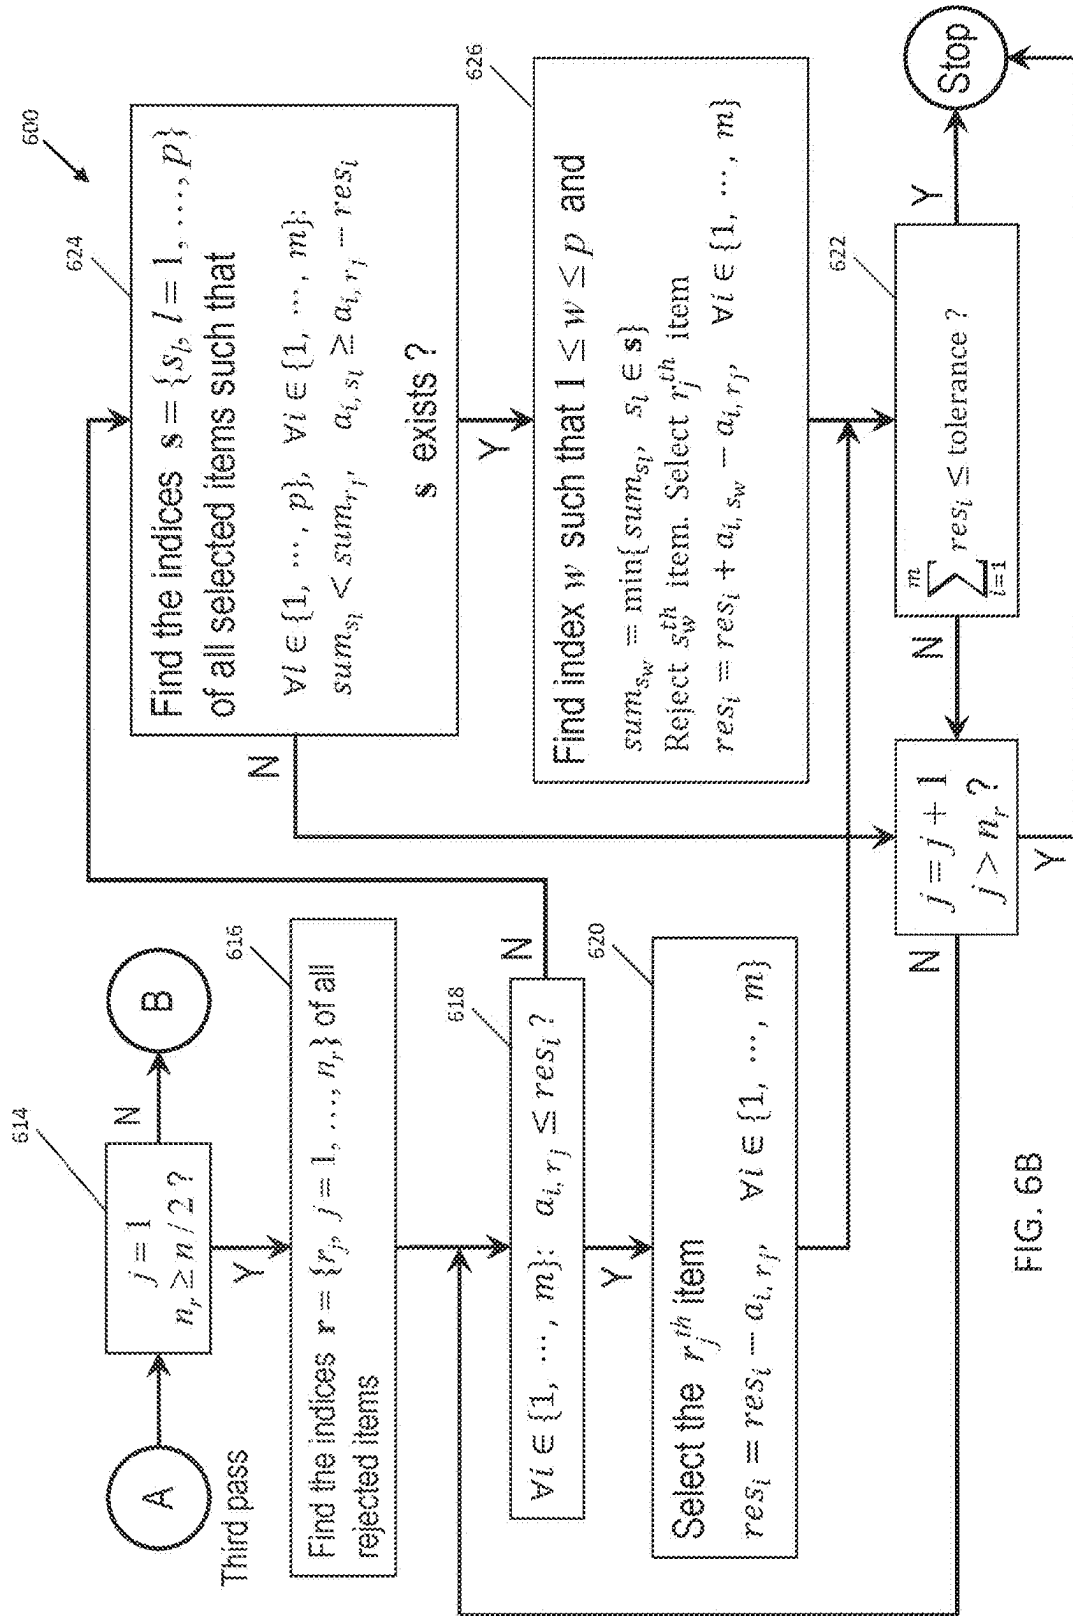 600
A
Third pass
614
j = 1
n_r ≥ n / 2 ?
N
B
Y
616
Find the indices r = {r_j, j = 1, …, n_r} of all
rejected items
618
∀i ∈ {1, ⋯, m}: a_{i, r_j} ≤ res_i ?
N
Y
620
Select the r_j^{th} item
res_i = res_i − a_{i, r_j}, ∀i ∈ {1, ⋯, m}
624
Find the indices s = {s_l, l = 1, …, p}
of all selected items such that
∀l ∈ {1, ⋯, p}, ∀i ∈ {1, ⋯, m}:
sum_{s_l} < sum_{r_j}, a_{i, s_l} ≥ a_{i, r_j} − res_i
s exists ?
N
Y
626
Find index w such that 1 ≤ w ≤ p and
sum_{s_w} = min{ sum_{s_l}, s_l ∈ s}
Reject s_w^{th} item. Select r_j^{th} item
res_i = res_i + a_{i, s_w} − a_{i, r_j}, ∀i ∈ {1, ⋯, m}
622
∑_{i=1}^{m} res_i ≤ tolerance ?
Y
Stop
N
j = j + 1
j > n_r ?
N
Y
FIG. 6B